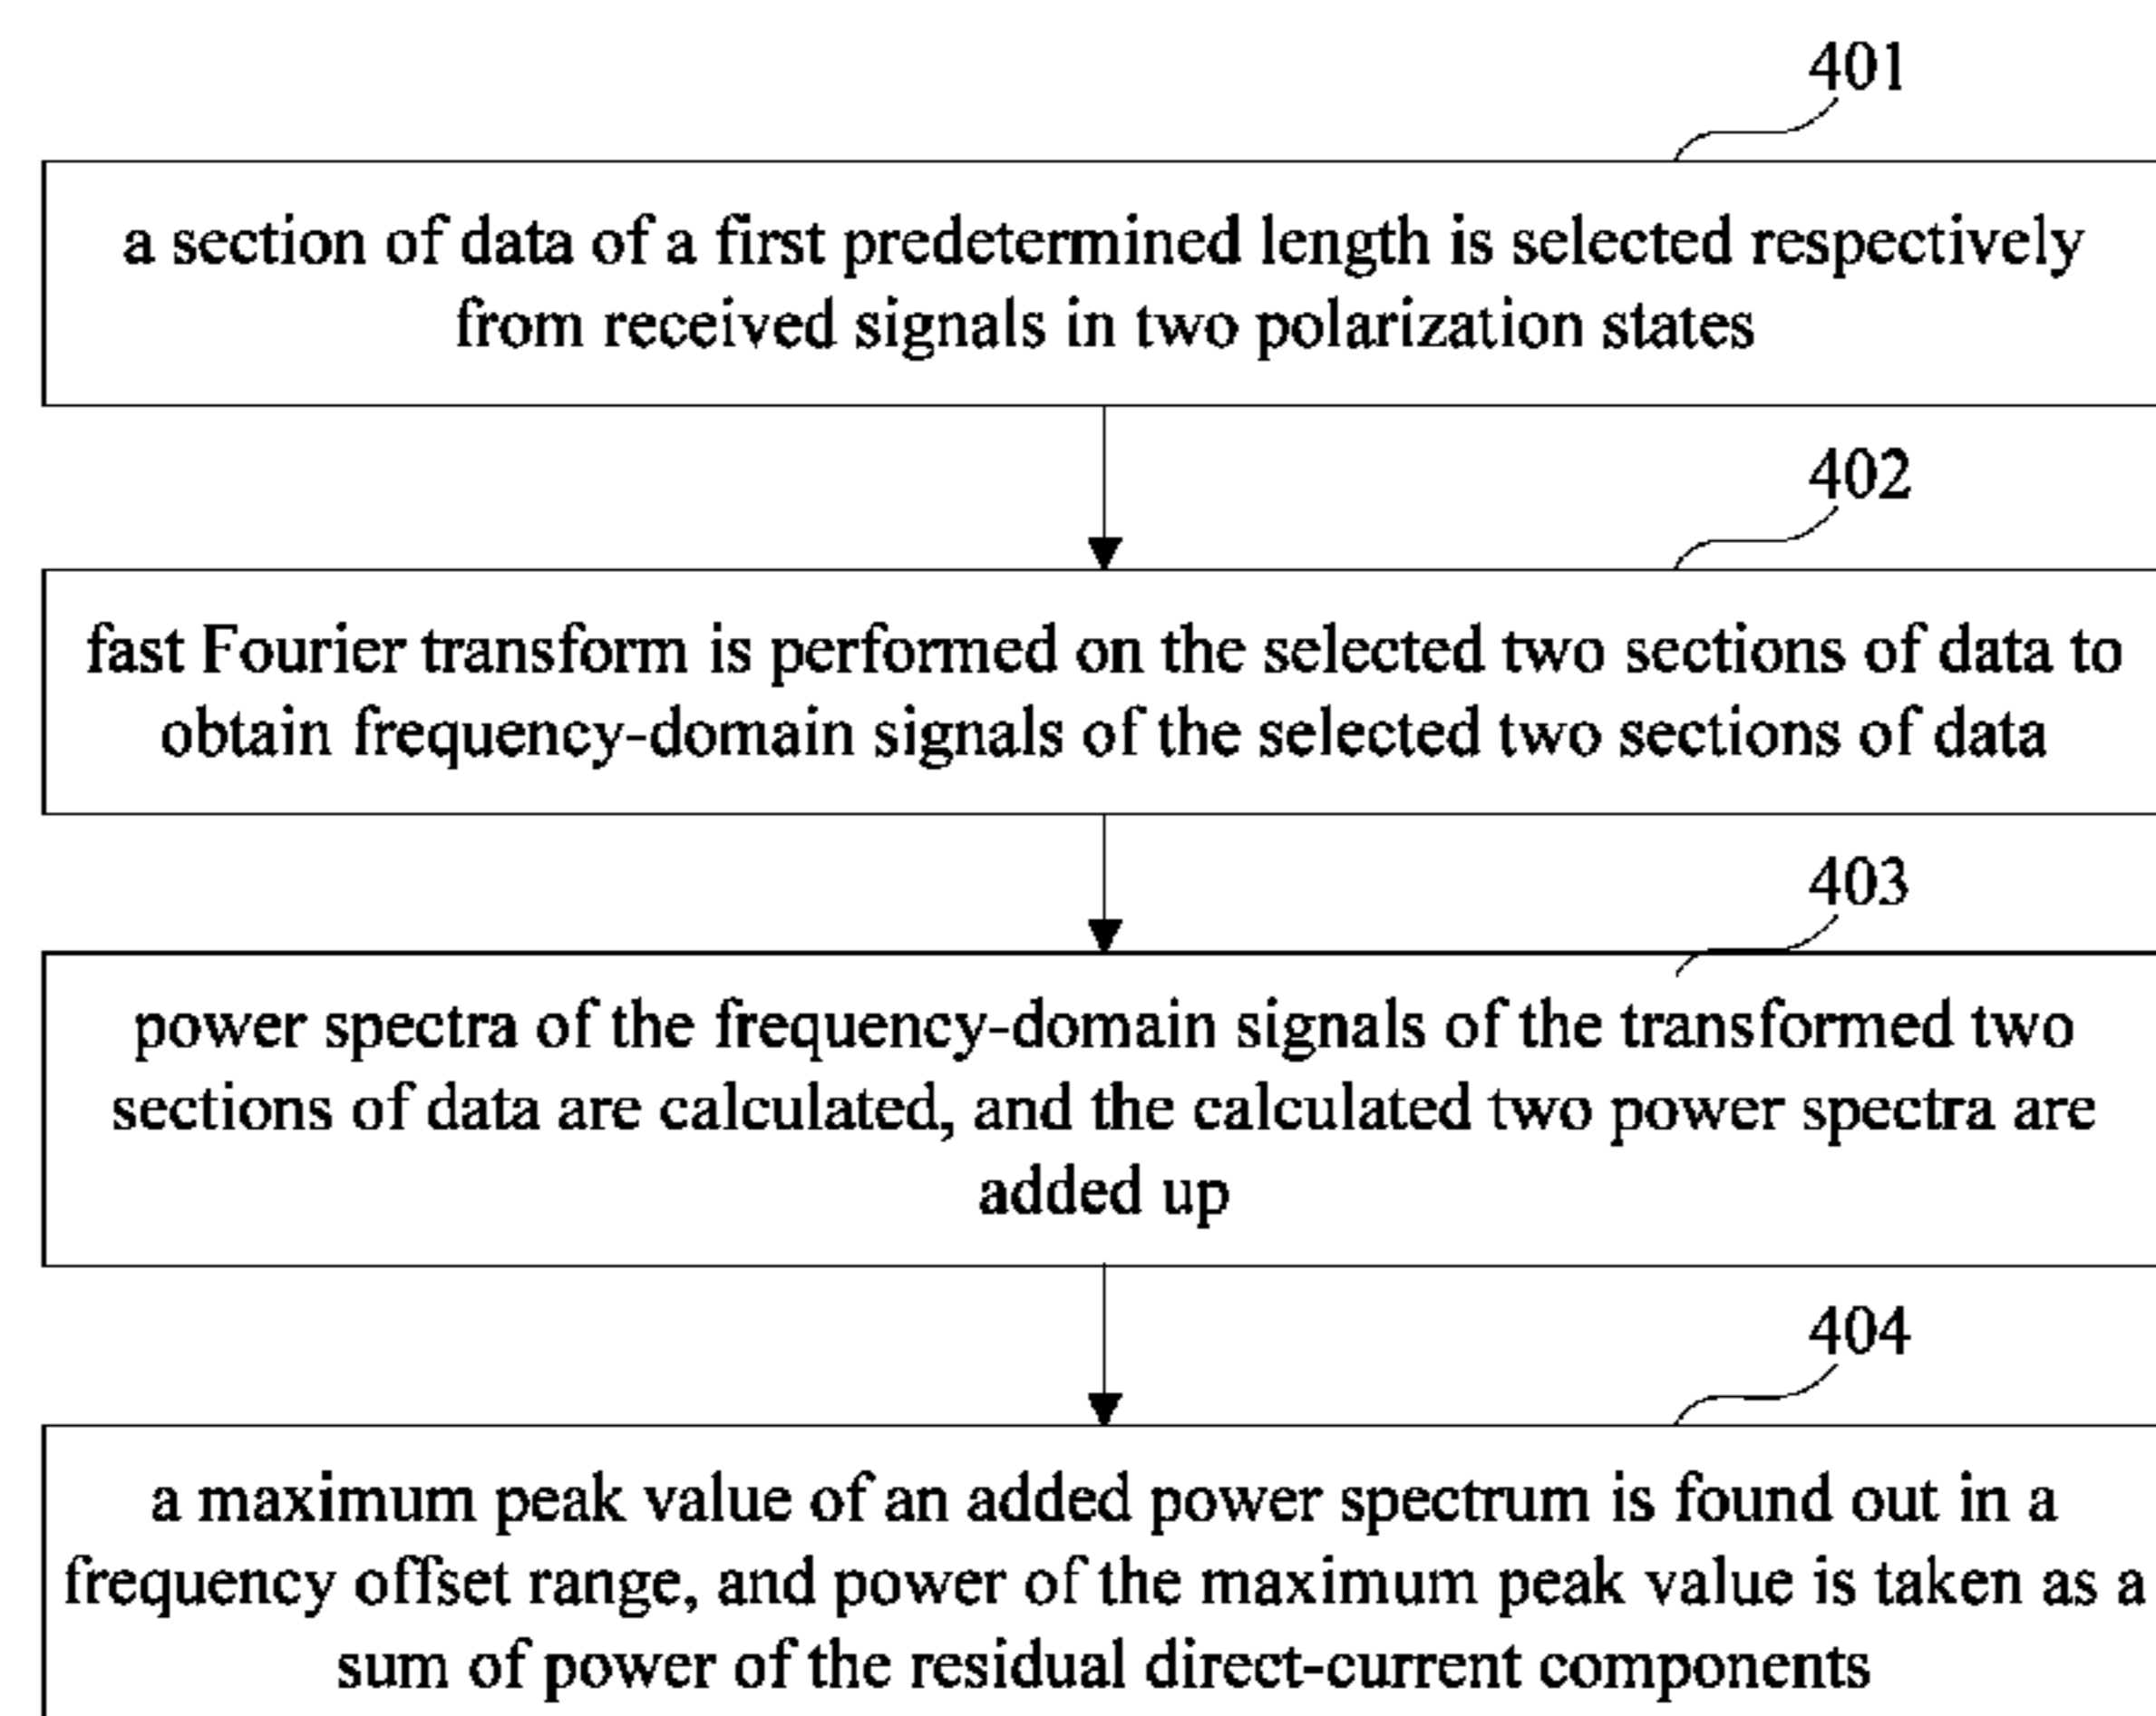 401
a section of data of a first predetermined length is selected respectively
from received signals in two polarization states
402
fast Fourier transform is performed on the selected two sections of data to
obtain frequency-domain signals of the selected two sections of data
403
power spectra of the frequency-domain signals of the transformed two
sections of data are calculated, and the calculated two power spectra are
added up
404
a maximum peak value of an added power spectrum is found out in a
frequency offset range, and power of the maximum peak value is taken as a
sum of power of the residual direct-current components